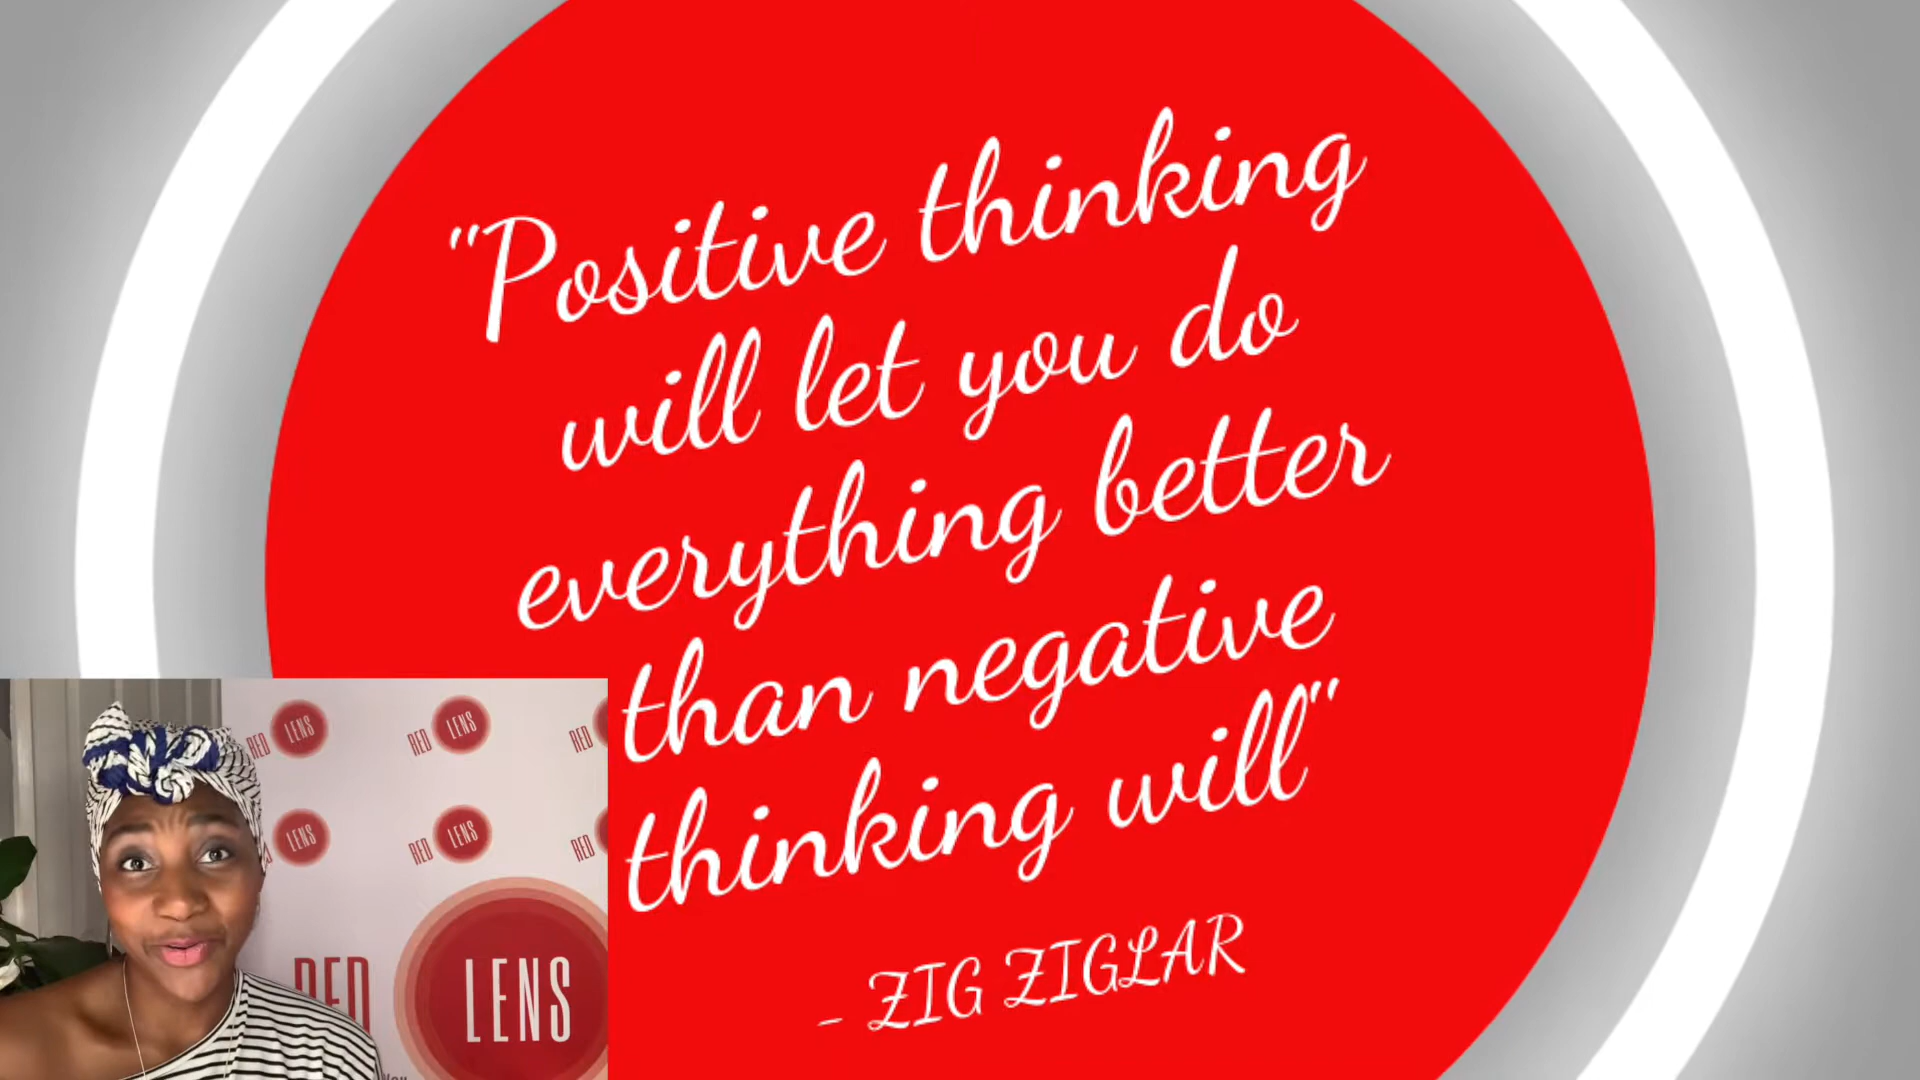 "Positive thinking
will let you do
everything better
than negative
thinking will"
- ZIG ZIGLAR
RED LENS
RED LENS
RED
LENS
RED LENS
RED
RED LENS